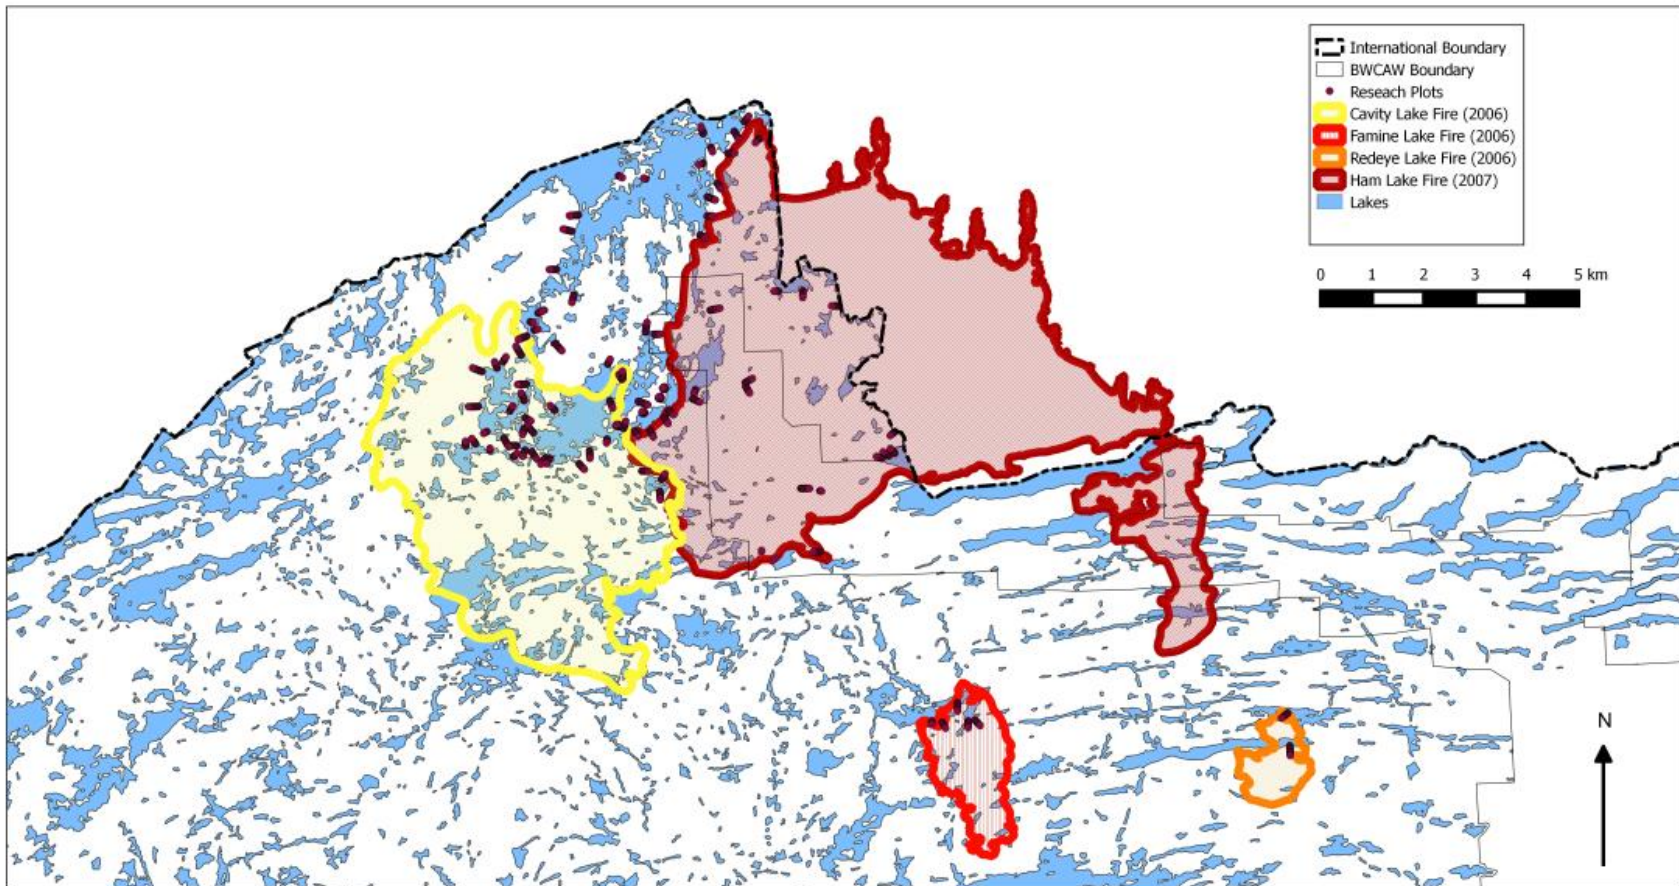 International Boundary
BWCAW Boundary
Reseach Plots
Cavity Lake Fire (2006)
Famine Lake Fire (2006)
Redeye Lake Fire (2006)
Ham Lake Fire (2007)
Lakes
0 1 2 3 4 5 km
N